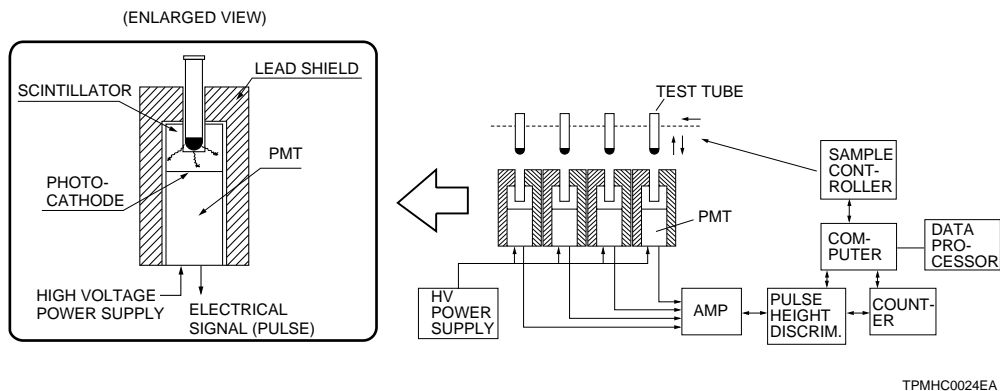 (ENLARGED VIEW)
SCINTILLATOR
LEAD SHIELD
PMT
PHOTO-
CATHODE
HIGH VOLTAGE
POWER SUPPLY
ELECTRICAL
SIGNAL (PULSE)
TEST TUBE
PMT
HV
POWER
SUPPLY
AMP
PULSE
HEIGHT
DISCRIM.
COUNT-
ER
COM-
PUTER
DATA
PRO-
CESSOR
SAMPLE
CONT-
ROLLER
TPMHC0024EA